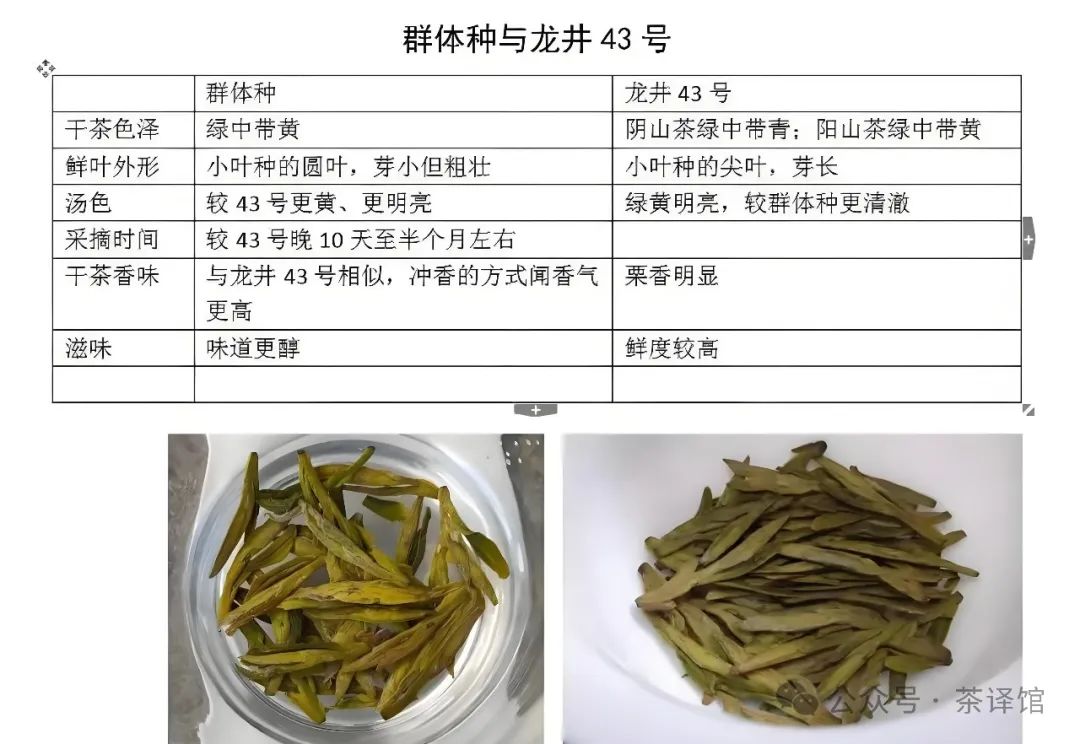 群体种与龙井 43 号
群体种
龙井 43 号
干茶色泽
绿中带黄
阴山茶绿中带青；阳山茶绿中带黄
鲜叶外形
小叶种的圆叶，芽小但粗壮
小叶种的尖叶，芽长
汤色
较 43 号更黄、更明亮
绿黄明亮，较群体种更清澈
采摘时间
较 43 号晚 10 天至半个月左右
干茶香味
与龙井 43 号相似，冲香的方式闻香气
更高
栗香明显
滋味
味道更醇
鲜度较高
公众号·茶译馆